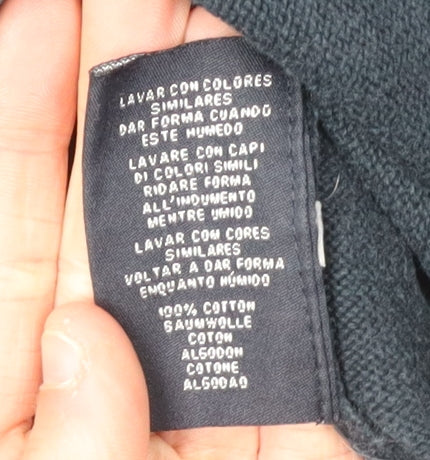 LAVAR CON COLORES
SIMILARES
DAR FORMA CUANDO
ESTE HUMEDO
LAVARE CON CAPI
DI COLORI SIMILI
RIDARE FORMA
ALL'INDUMENTO
MENTRE UMIDO
LAVAR COM CORES
SIMILARES
VOLTAR A DAR FORMA
ENQUANTO HÚMIDO
100% COTTON
BAUMWOLLE
COTON
ALGODON
COTONE
ALGODAO